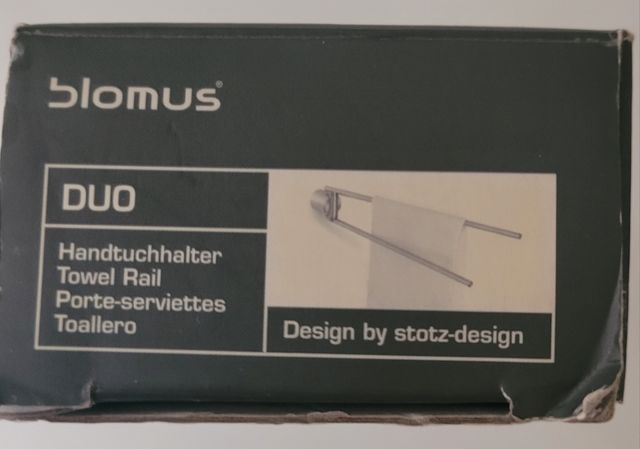 blomus®
DUO
Handtuchhalter
Towel Rail
Porte-serviettes
Toallero
Design by stotz-design